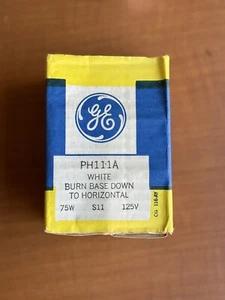 GE
PH111A
WHITE
BURN BASE DOWN
TO HORIZONTAL
75W S11 125V